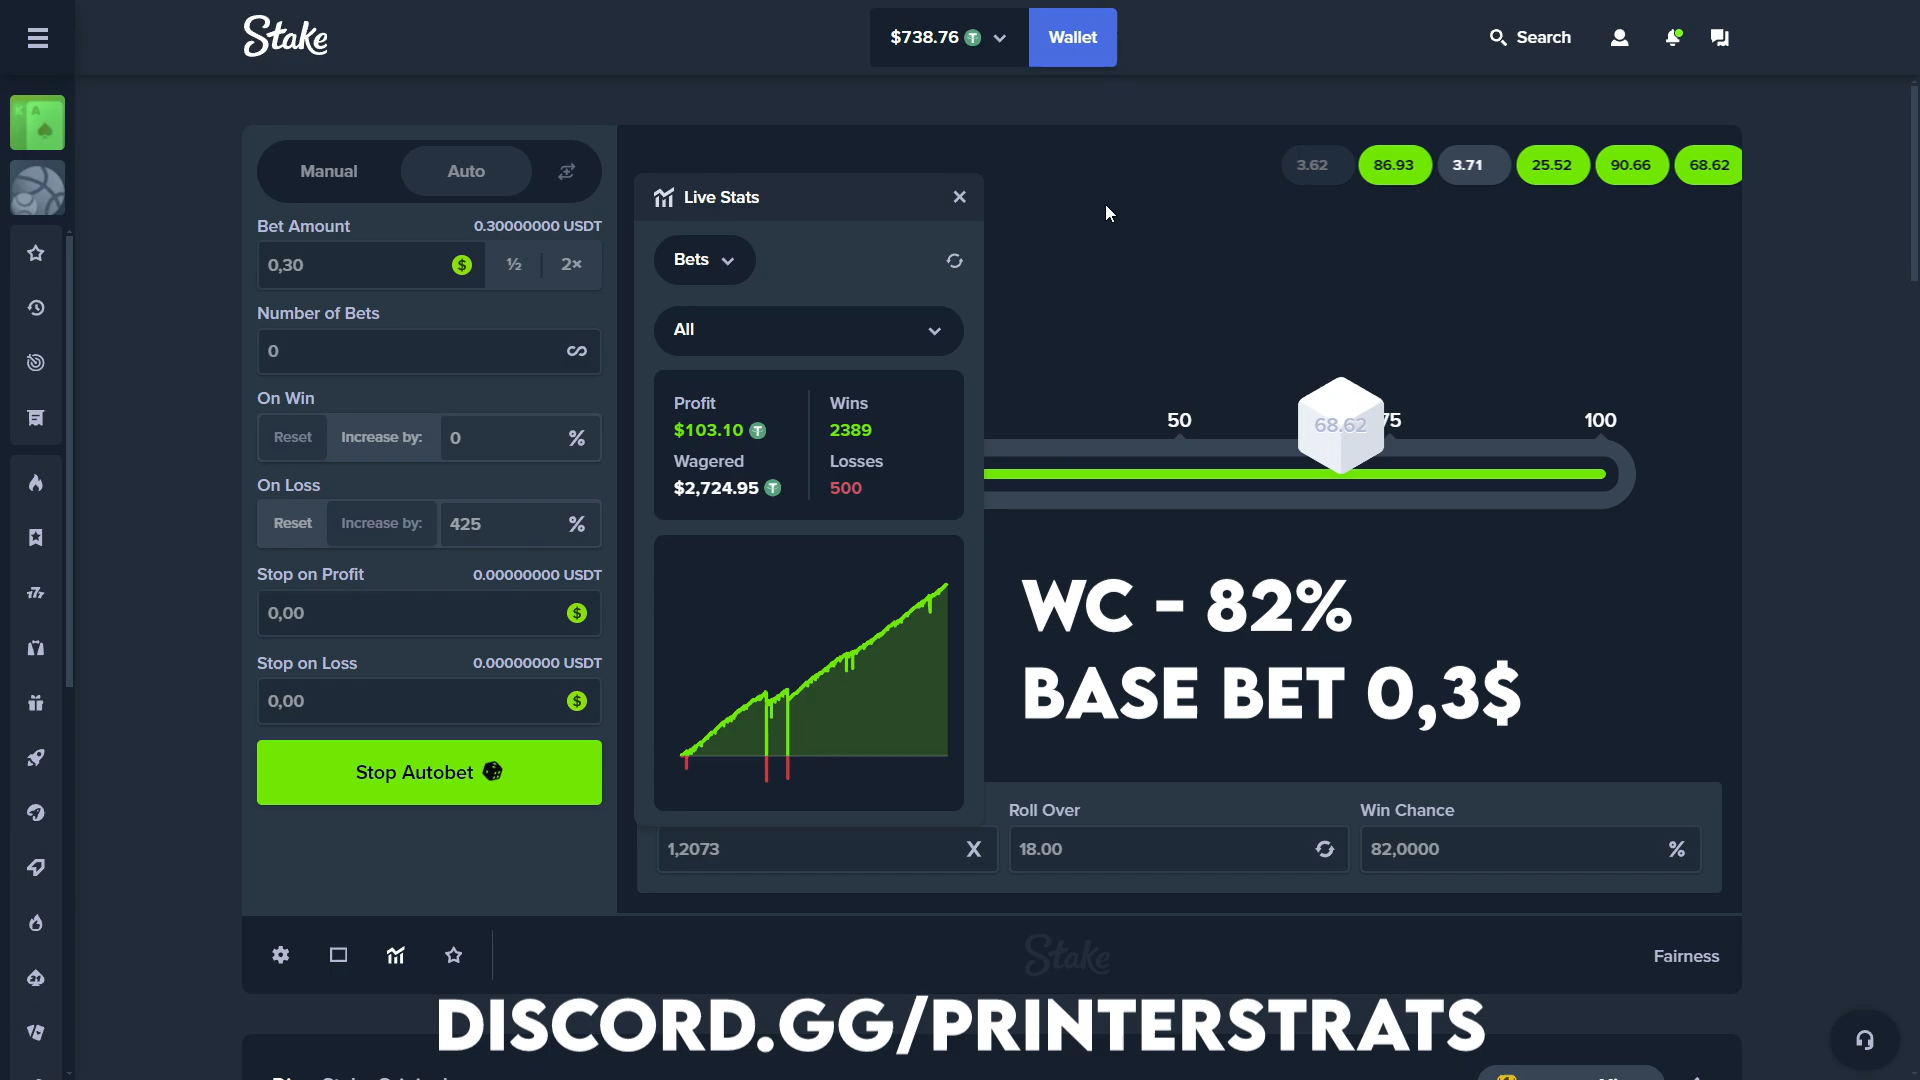 Stake
$738.76
Wallet
Search
Manual
Auto
Bet Amount
0.30000000 USDT
0,30
½
2×
Number of Bets
0
On Win
Reset
Increase by:
0
%
On Loss
Reset
Increase by:
425
%
Stop on Profit
0.00000000 USDT
0,00
Stop on Loss
0.00000000 USDT
0,00
Stop Autobet
Live Stats
Bets
All
Profit
$103.10
Wins
2389
Wagered
$2,724.95
Losses
500
3.62
86.93
3.71
25.52
90.66
68.62
50
68.62
75
100
WC - 82%
BASE BET 0,3$
1,2073
X
Roll Over
18.00
Win Chance
82,0000
%
Stake
Fairness
DISCORD.GG/PRINTERSTRATS